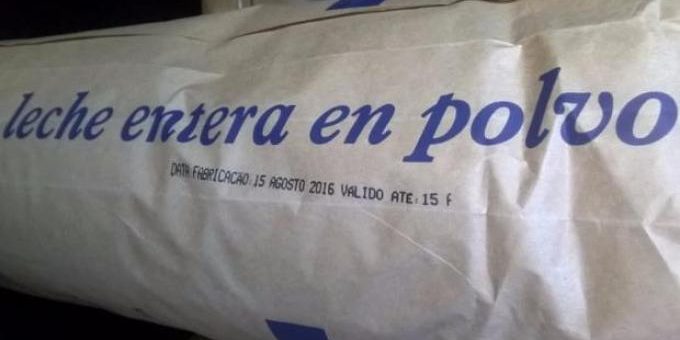 leche entera en polvo
DATA FABRICACAO: 15 AGOSTO 2016 VALIDO ATE: 15 F